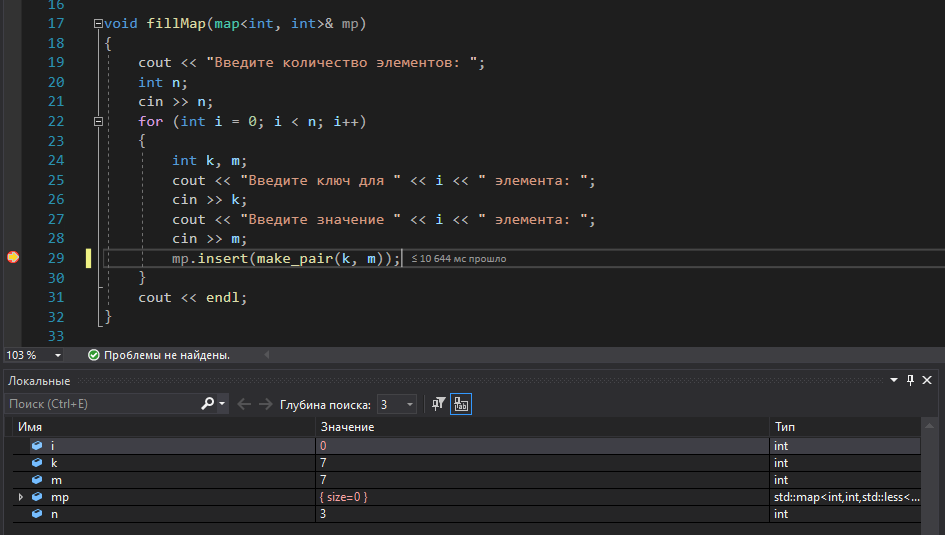 16
17 void fillMap(map<int, int>& mp)
18 {
19 cout << "Введите количество элементов: ";
20 int n;
21 cin >> n;
22 for (int i = 0; i < n; i++)
23 {
24 int k, m;
25 cout << "Введите ключ для " << i << " элемента: ";
26 cin >> k;
27 cout << "Введите значение " << i << " элемента: ";
28 cin >> m;
29 mp.insert(make_pair(k, m)); ≤ 10 644 мс прошло
30 }
31 cout << endl;
32 }
33
103 % Проблемы не найдены.
Локальные
Поиск (Ctrl+E) Глубина поиска: 3
Имя Значение Тип
i 0 int
k 7 int
m 7 int
mp { size=0 } std::map<int,int,std::less<...
n 3 int